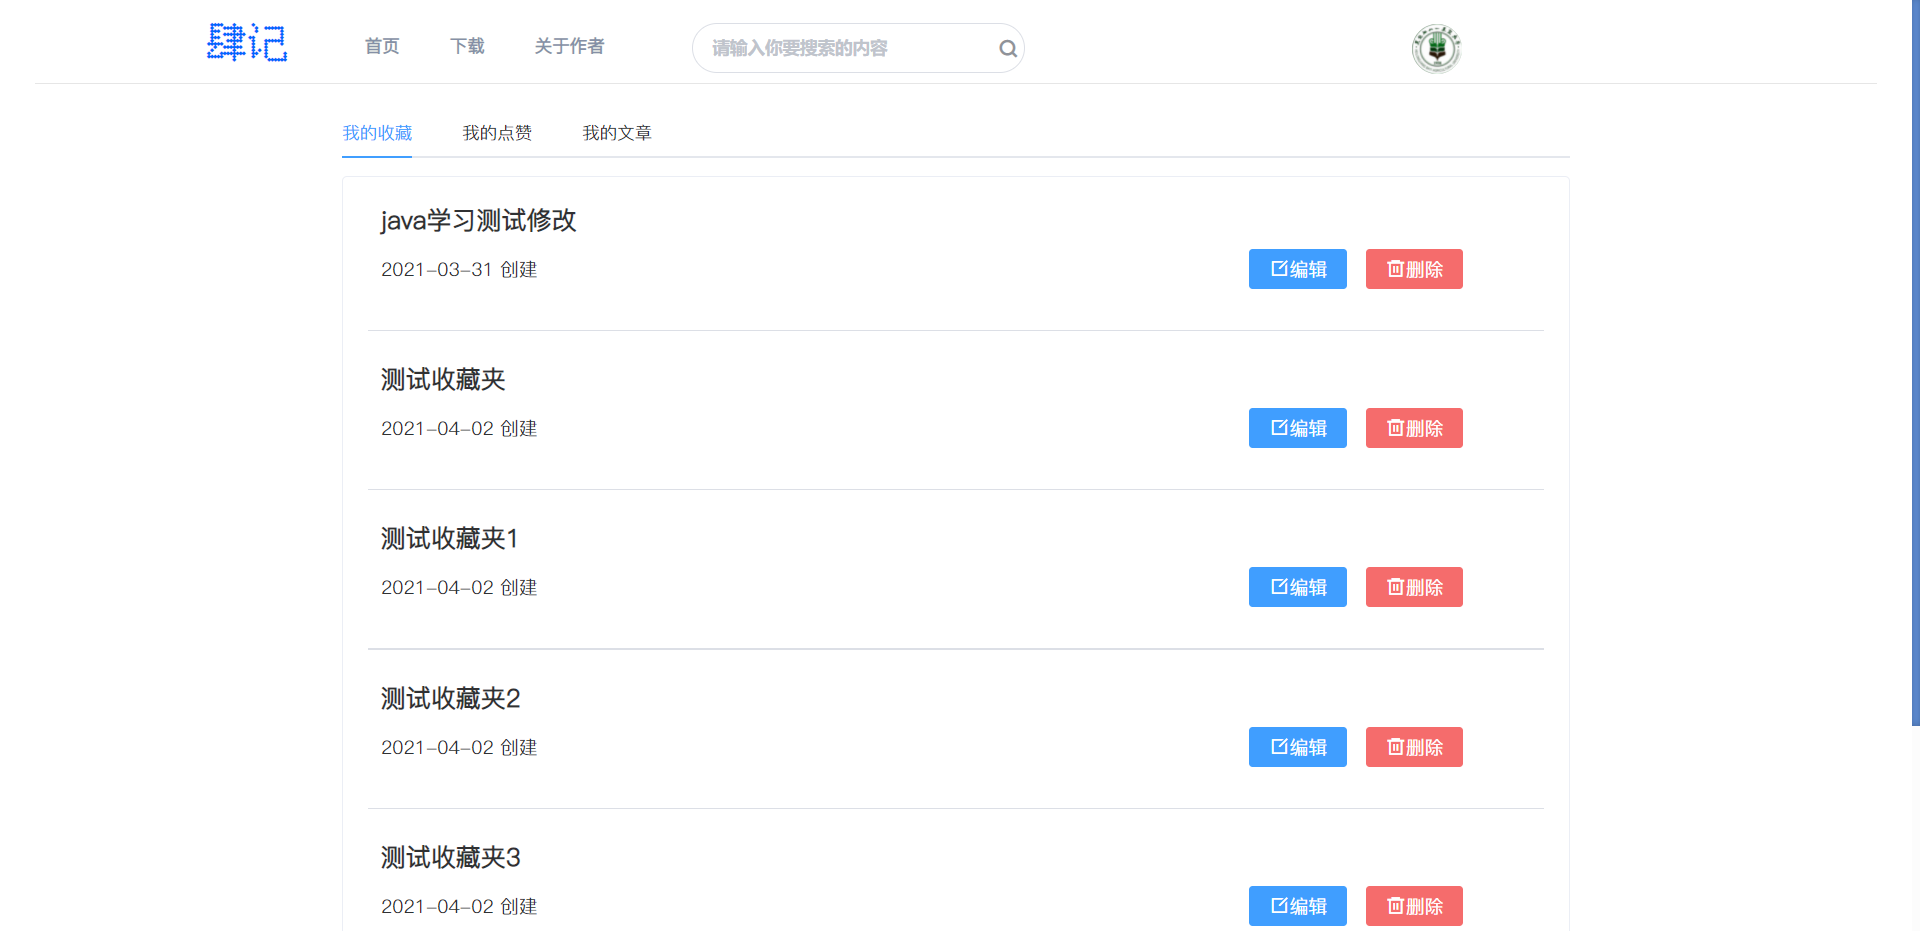 肆记 首页 下载 关于作者 请输入你要搜索的内容
我的收藏 我的点赞 我的文章
java学习测试修改
2021-03-31 创建 编辑 删除
测试收藏夹
2021-04-02 创建 编辑 删除
测试收藏夹1
2021-04-02 创建 编辑 删除
测试收藏夹2
2021-04-02 创建 编辑 删除
测试收藏夹3
2021-04-02 创建 编辑 删除